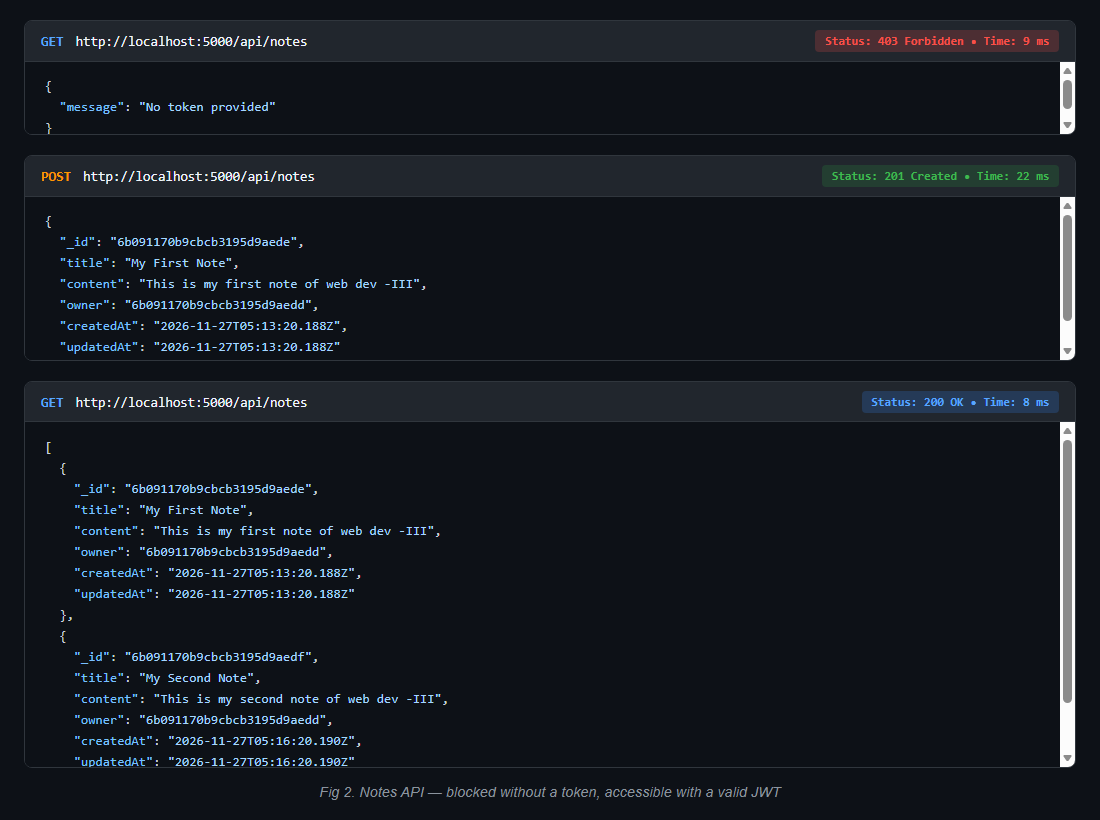 GET http://localhost:5000/api/notes Status: 403 Forbidden • Time: 9 ms
{
"message": "No token provided"
}
POST http://localhost:5000/api/notes Status: 201 Created • Time: 22 ms
{
"_id": "6b091170b9cbcb3195d9aede",
"title": "My First Note",
"content": "This is my first note of web dev -III",
"owner": "6b091170b9cbcb3195d9aedd",
"createdAt": "2026-11-27T05:13:20.188Z",
"updatedAt": "2026-11-27T05:13:20.188Z"
GET http://localhost:5000/api/notes Status: 200 OK • Time: 8 ms
[
{
"_id": "6b091170b9cbcb3195d9aede",
"title": "My First Note",
"content": "This is my first note of web dev -III",
"owner": "6b091170b9cbcb3195d9aedd",
"createdAt": "2026-11-27T05:13:20.188Z",
"updatedAt": "2026-11-27T05:13:20.188Z"
},
{
"_id": "6b091170b9cbcb3195d9aedf",
"title": "My Second Note",
"content": "This is my second note of web dev -III",
"owner": "6b091170b9cbcb3195d9aedd",
"createdAt": "2026-11-27T05:16:20.190Z",
"updatedAt": "2026-11-27T05:16:20.190Z"
Fig 2. Notes API — blocked without a token, accessible with a valid JWT